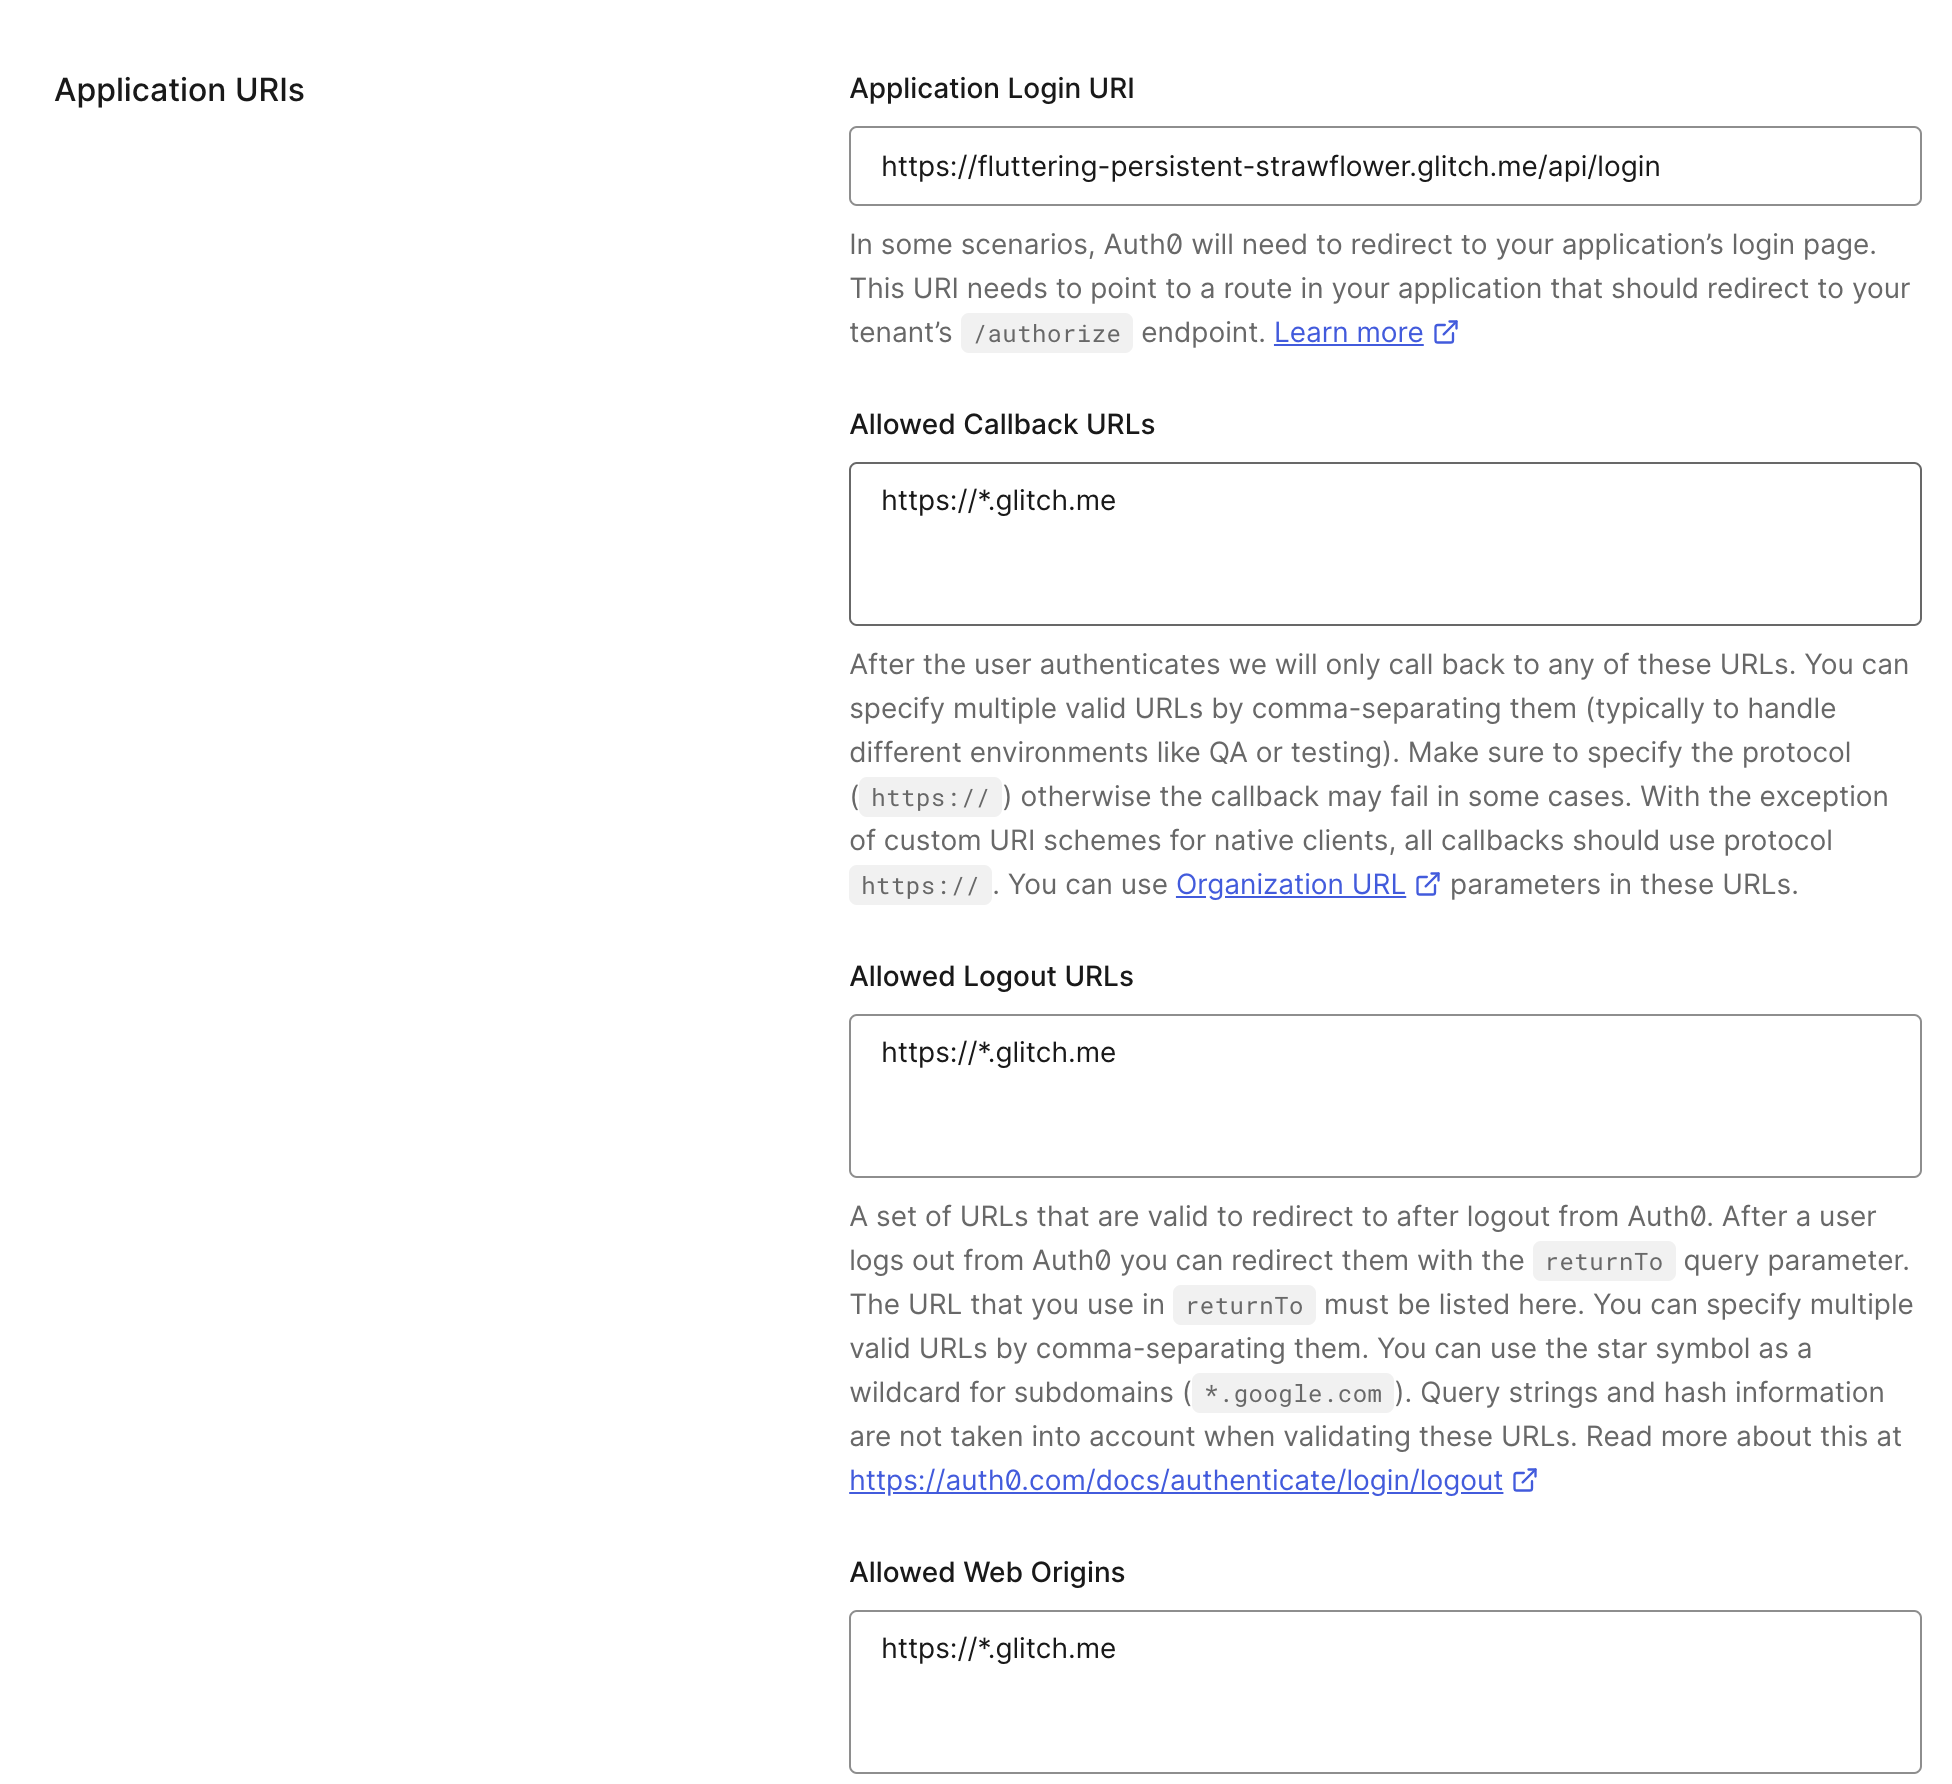 Application URIs
Application Login URI
https://fluttering-persistent-strawflower.glitch.me/api/login
In some scenarios, Auth0 will need to redirect to your application’s login page.
This URI needs to point to a route in your application that should redirect to your
tenant’s /authorize endpoint. Learn more
Allowed Callback URLs
https://*.glitch.me
After the user authenticates we will only call back to any of these URLs. You can
specify multiple valid URLs by comma-separating them (typically to handle
different environments like QA or testing). Make sure to specify the protocol
( https:// ) otherwise the callback may fail in some cases. With the exception
of custom URI schemes for native clients, all callbacks should use protocol
https:// . You can use Organization URL parameters in these URLs.
Allowed Logout URLs
https://*.glitch.me
A set of URLs that are valid to redirect to after logout from Auth0. After a user
logs out from Auth0 you can redirect them with the returnTo query parameter.
The URL that you use in returnTo must be listed here. You can specify multiple
valid URLs by comma-separating them. You can use the star symbol as a
wildcard for subdomains ( *.google.com ). Query strings and hash information
are not taken into account when validating these URLs. Read more about this at
https://auth0.com/docs/authenticate/login/logout
Allowed Web Origins
https://*.glitch.me